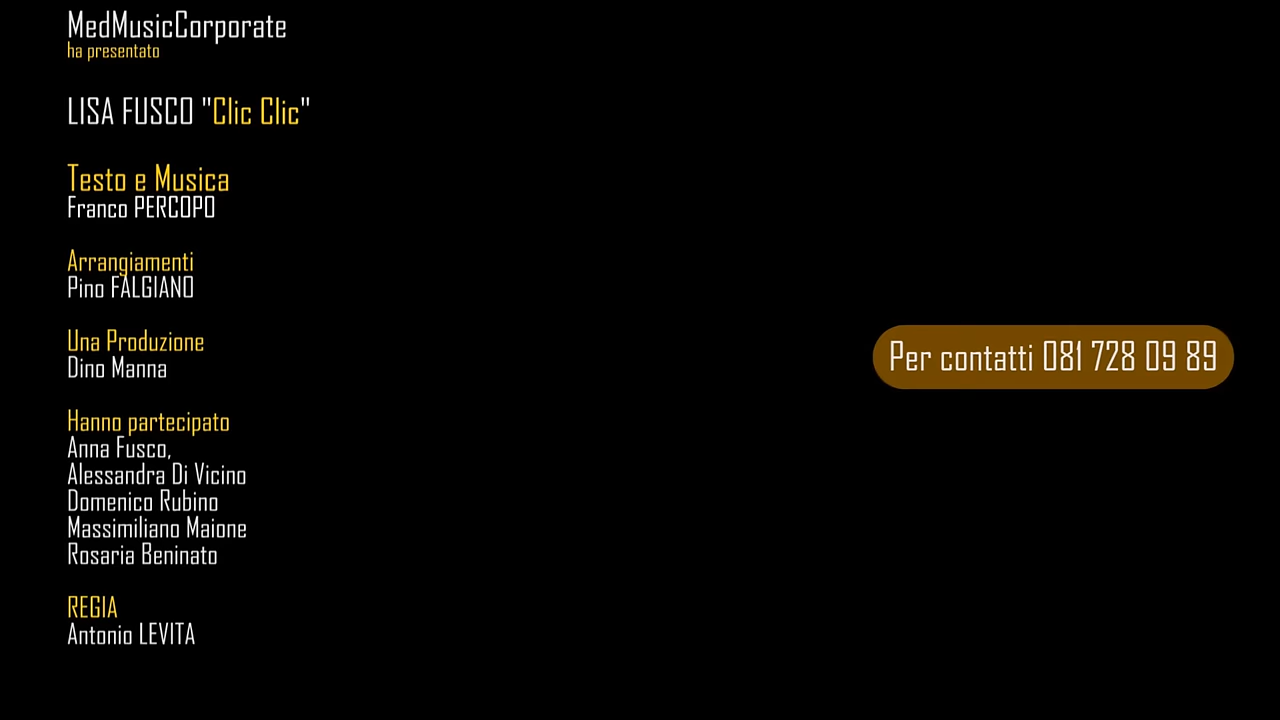 MedMusicCorporate
ha presentato
LISA FUSCO "Clic Clic"
Testo e Musica
Franco PERCOPO
Arrangiamenti
Pino FALGIANO
Una Produzione
Dino Manna
Hanno partecipato
Anna Fusco,
Alessandra Di Vicino
Domenico Rubino
Massimiliano Maione
Rosaria Beninato
REGIA
Antonio LEVITA
Per contatti 081 728 09 89